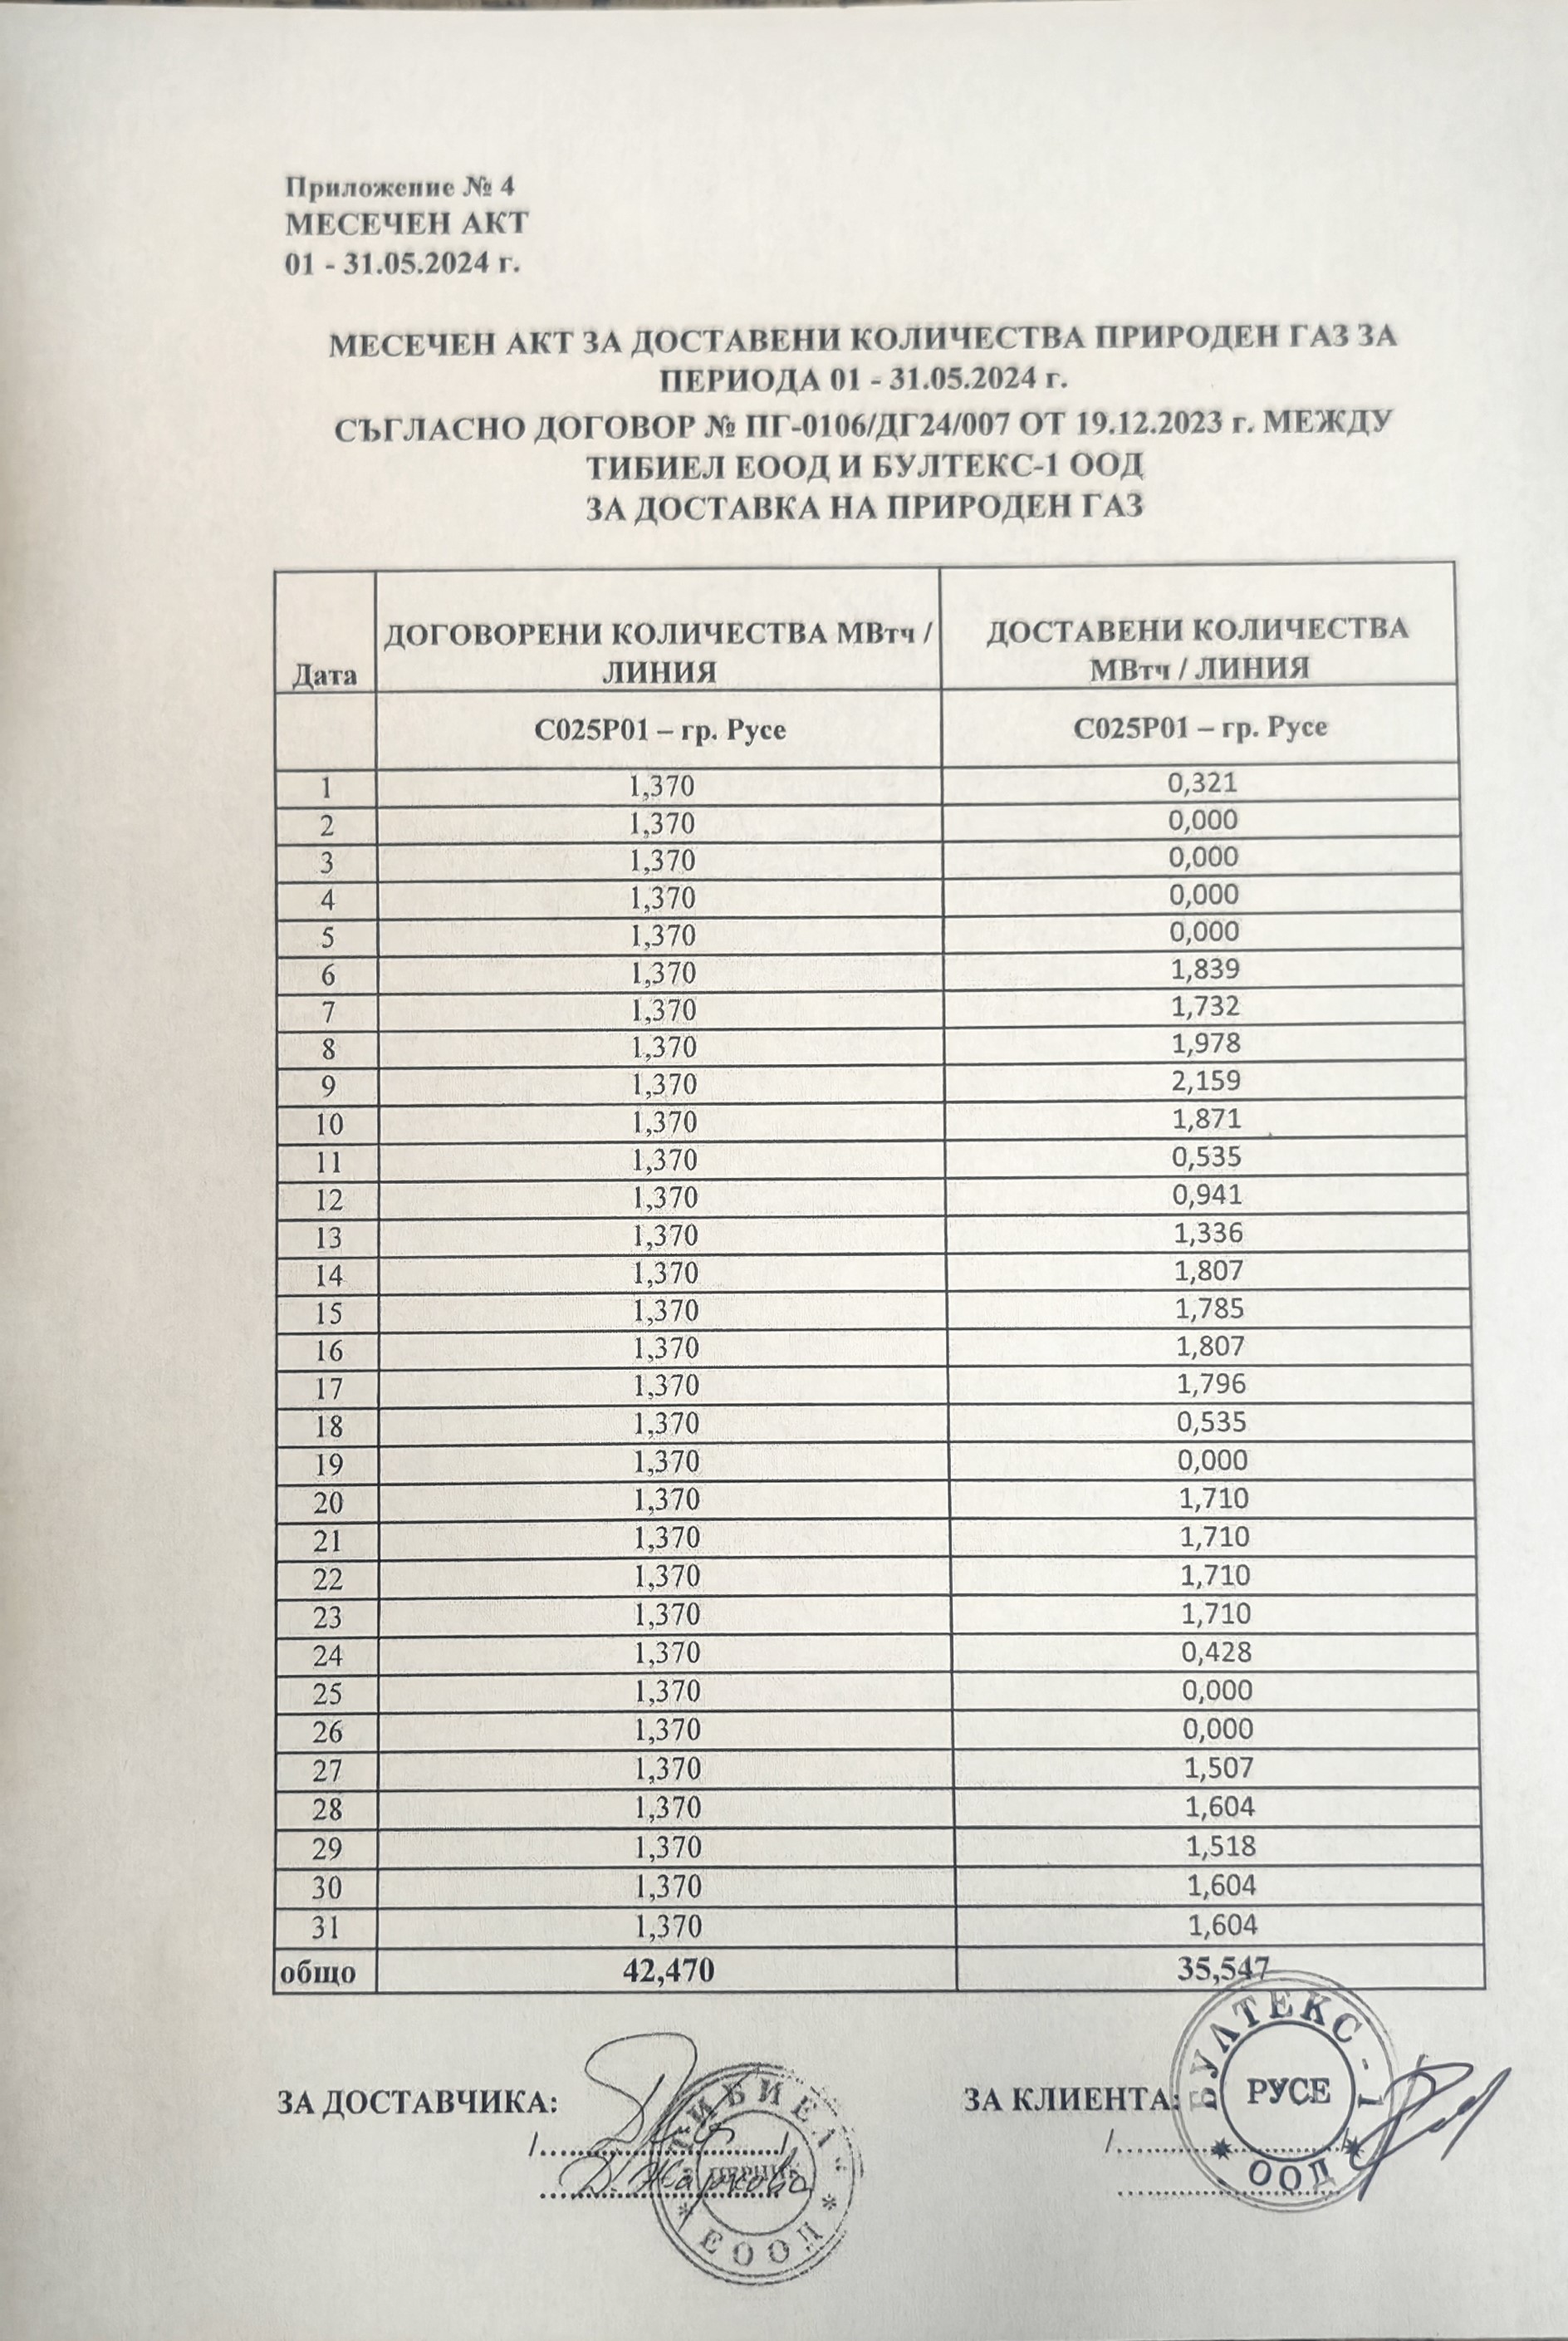 Приложение № 4
МЕСЕЧЕН АКТ
01 - 31.05.2024 г.
МЕСЕЧЕН АКТ ЗА ДОСТАВЕНИ КОЛИЧЕСТВА ПРИРОДЕН ГАЗ ЗА
ПЕРИОДА 01 - 31.05.2024 г.
СЪГЛАСНО ДОГОВОР № ПГ-0106/ДГ24/007 ОТ 19.12.2023 г. МЕЖДУ
ТИБИЕЛ ЕООД И БУЛТЕКС-1 ООД
ЗА ДОСТАВКА НА ПРИРОДЕН ГАЗ
Дата ДОГОВОРЕНИ КОЛИЧЕСТВА МВтч / ЛИНИЯ ДОСТАВЕНИ КОЛИЧЕСТВА МВтч / ЛИНИЯ
С025Р01 – гр. Русе С025Р01 – гр. Русе
1 1,370 0,321
2 1,370 0,000
3 1,370 0,000
4 1,370 0,000
5 1,370 0,000
6 1,370 1,839
7 1,370 1,732
8 1,370 1,978
9 1,370 2,159
10 1,370 1,871
11 1,370 0,535
12 1,370 0,941
13 1,370 1,336
14 1,370 1,807
15 1,370 1,785
16 1,370 1,807
17 1,370 1,796
18 1,370 0,535
19 1,370 0,000
20 1,370 1,710
21 1,370 1,710
22 1,370 1,710
23 1,370 1,710
24 1,370 0,428
25 1,370 0,000
26 1,370 0,000
27 1,370 1,507
28 1,370 1,604
29 1,370 1,518
30 1,370 1,604
31 1,370 1,604
общо 42,470 35,547
ЗА ДОСТАВЧИКА: ЗА КЛИЕНТА:
Д. Жаркова
ТИБИЕЛ
ПЕРНИК
ЕООД
БУЛТЕКС - 1
РУСЕ
ООД